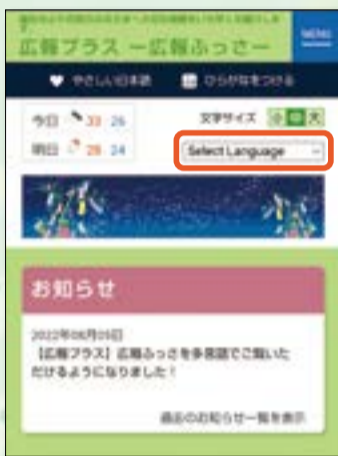 広報プラス ー広報ふっさー
MENU
やさしい日本語 ひらがなをつける
今日 33 26
文字サイズ 小 中 大
明日 28 24
Select Language
お知らせ
2022年08月05日
【広報プラス】広報ふっさを多言語でご覧いた
だけるようになりました！
過去のお知らせ一覧を表示